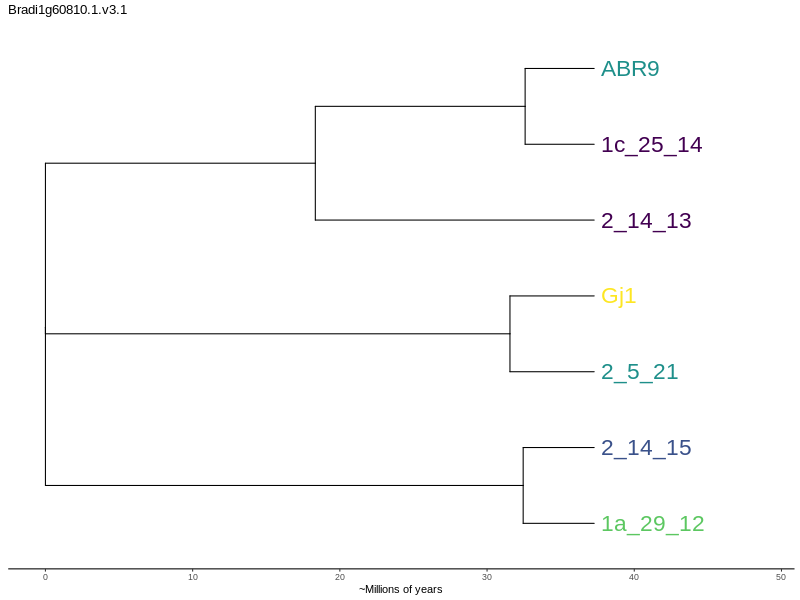 Bradi1g60810.1.v3.1
ABR9
1c_25_14
2_14_13
Gj1
2_5_21
2_14_15
1a_29_12
0 10 20 30 40 50
~Millions of years